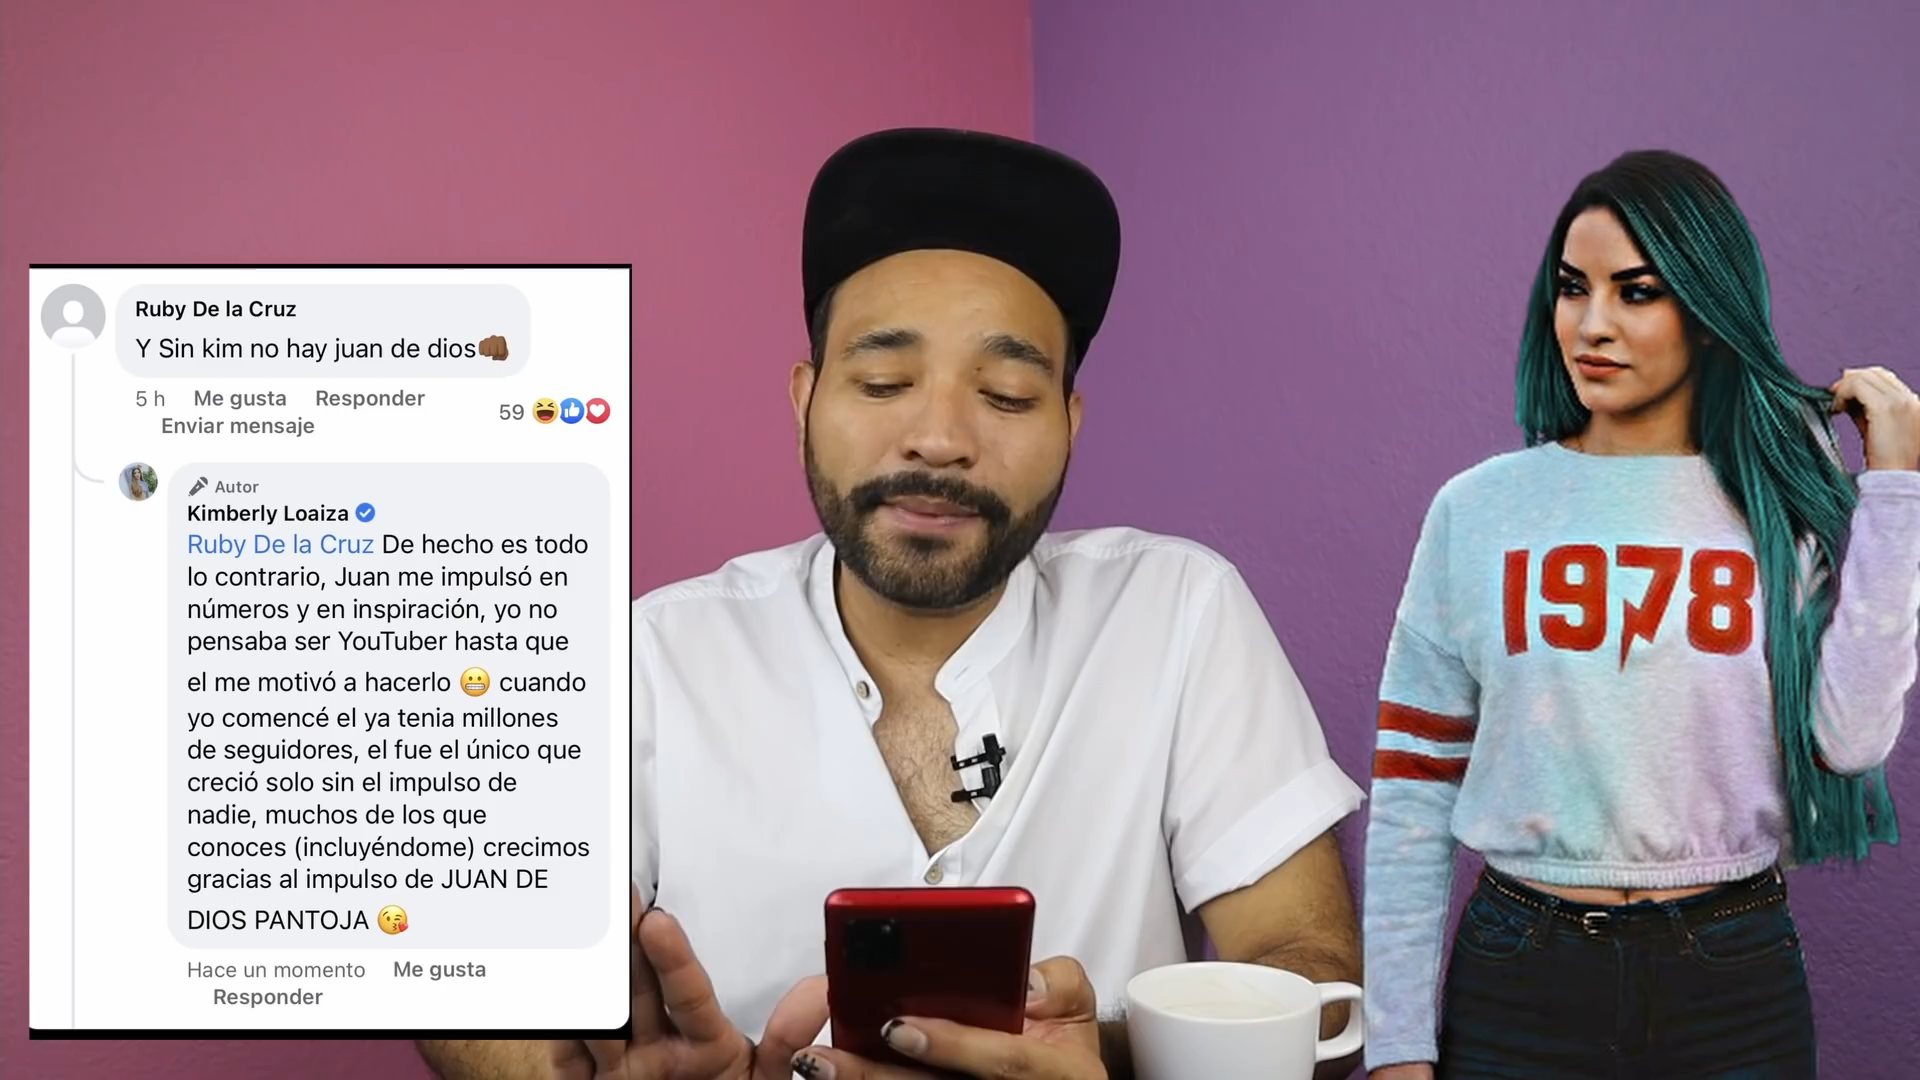 Ruby De la Cruz
Y Sin kim no hay juan de dios👊🏾
5 h Me gusta Responder
Enviar mensaje
59
Autor
Kimberly Loaiza
Ruby De la Cruz De hecho es todo
lo contrario, Juan me impulsó en
números y en inspiración, yo no
pensaba ser YouTuber hasta que
el me motivó a hacerlo 😬 cuando
yo comencé el ya tenia millones
de seguidores, el fue el único que
creció solo sin el impulso de
nadie, muchos de los que
conoces (incluyéndome) crecimos
gracias al impulso de JUAN DE
DIOS PANTOJA 😘
Hace un momento Me gusta
Responder
1978